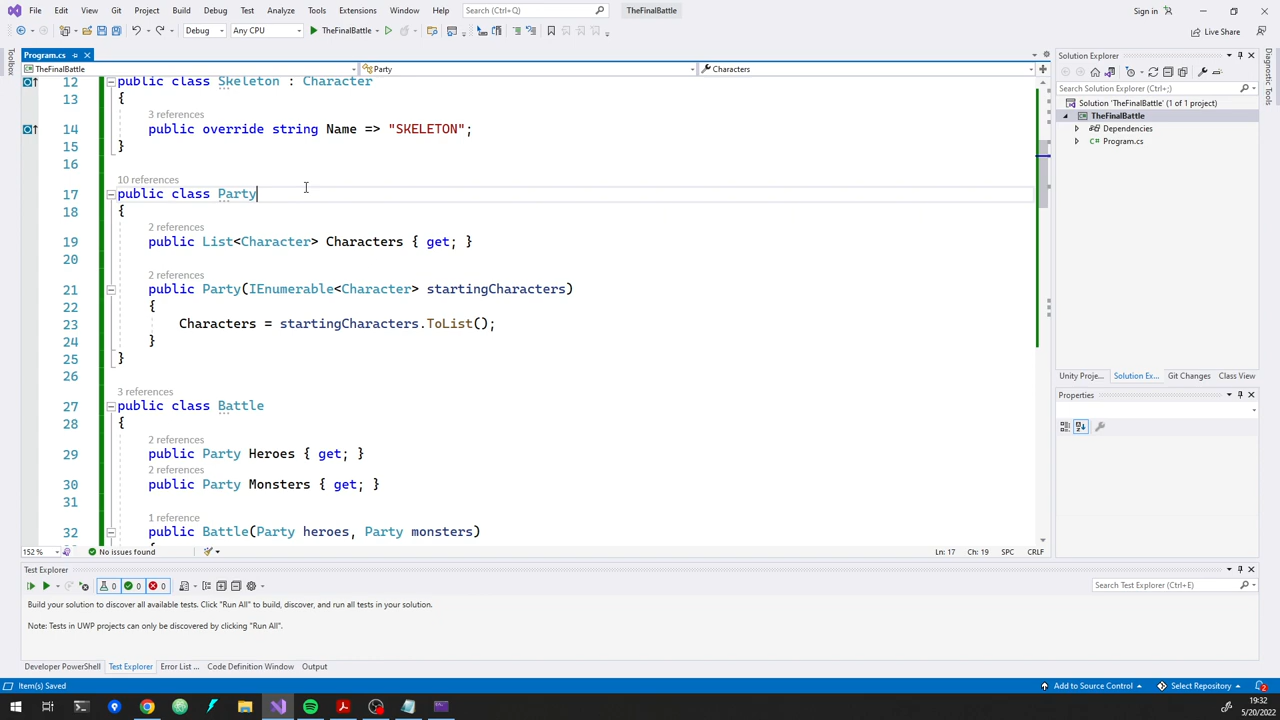 File Edit View Git Project Build Debug Test Analyze Tools Extensions Window Help Search (Ctrl+Q) TheFinalBattle Sign in
Debug Any CPU TheFinalBattle Live Share
Toolbox
Program.cs
TheFinalBattle Party Characters
12 public class Skeleton : Character
13 {
3 references
14 public override string Name => "SKELETON";
15 }
16
10 references
17 public class Party
18 {
2 references
19 public List<Character> Characters { get; }
20
2 references
21 public Party(IEnumerable<Character> startingCharacters)
22 {
23 Characters = startingCharacters.ToList();
24 }
25 }
26
3 references
27 public class Battle
28 {
2 references
29 public Party Heroes { get; }
2 references
30 public Party Monsters { get; }
31
1 reference
32 public Battle(Party heroes, Party monsters)
152 % No issues found Ln: 17 Ch: 19 SPC CRLF
Solution Explorer
Search Solution Explorer (Ctrl+;)
Solution 'TheFinalBattle' (1 of 1 project)
TheFinalBattle
Dependencies
Program.cs
Unity Proje... Solution Ex... Git Changes Class View
Properties
Diagnostic Tools
Test Explorer
0 0 0
Search Test Explorer (Ctrl+E)
Build your solution to discover all available tests. Click "Run All" to build, discover, and run all tests in your solution.
Note: Tests in UWP projects can only be discovered by clicking "Run All".
Developer PowerShell Test Explorer Error List ... Code Definition Window Output
Item(s) Saved Add to Source Control Select Repository 2
19:32
5/20/2022
2